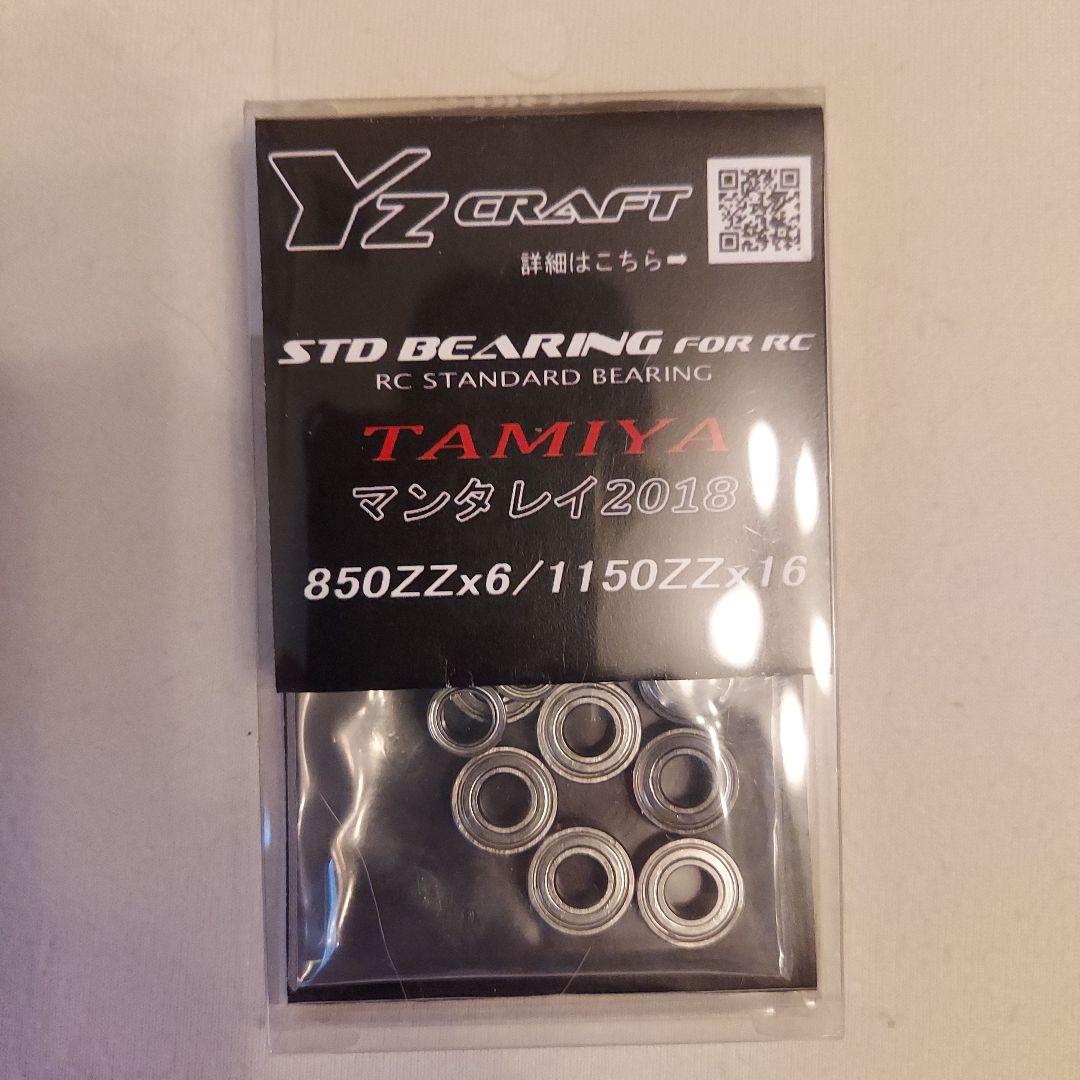 Yz CRAFT
詳細はこちら➡
STD BEARING FOR RC
RC STANDARD BEARING
TAMIYA
マンタレイ2018
850ZZx6/1150ZZx16